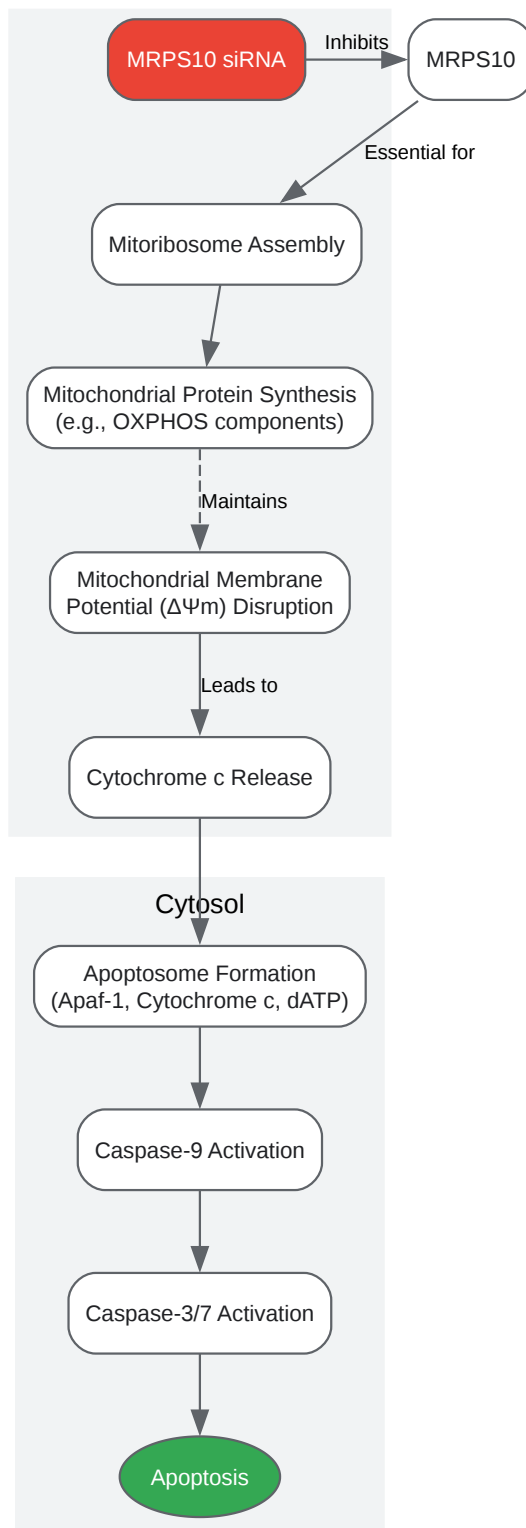 MRPS10 siRNA
Inhibits
MRPS10
Essential for
Mitoribosome Assembly
Mitochondrial Protein Synthesis
(e.g., OXPHOS components)
Maintains
Mitochondrial Membrane
Potential (ΔΨm) Disruption
Leads to
Cytochrome c Release
Cytosol
Apoptosome Formation
(Apaf-1, Cytochrome c, dATP)
Caspase-9 Activation
Caspase-3/7 Activation
Apoptosis